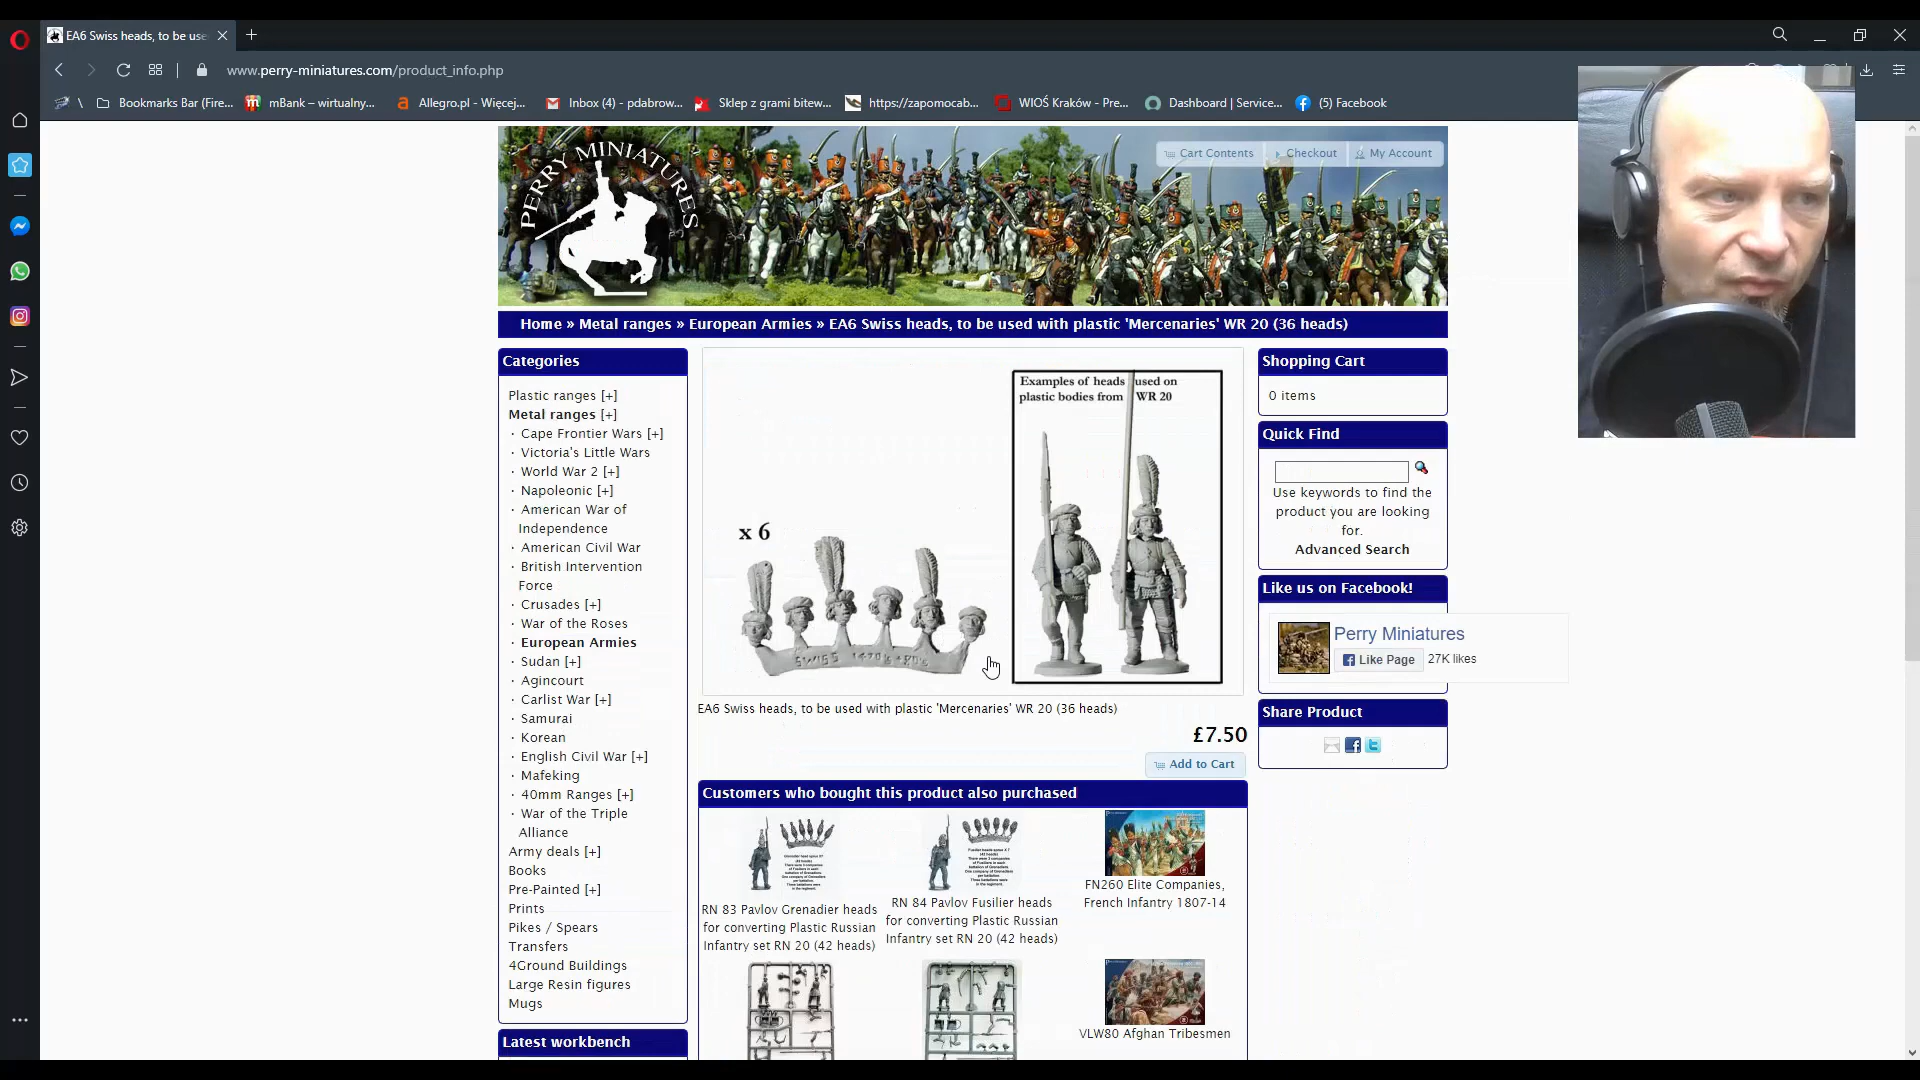 EA6 Swiss heads, to be use
www.perry-miniatures.com/product_info.php
\ Bookmarks Bar (Fire... mBank – wirtualny... Allegro.pl - Więcej... Inbox (4) - pdabrow... Sklep z grami bitew... https://zapomocab... WIOŚ Kraków - Pre... Dashboard | Service... (5) Facebook
PERRY MINIATURES
Cart Contents Checkout My Account
Home » Metal ranges » European Armies » EA6 Swiss heads, to be used with plastic 'Mercenaries' WR 20 (36 heads)
Categories
Plastic ranges [+]
Metal ranges [+]
· Cape Frontier Wars [+]
· Victoria's Little Wars
· World War 2 [+]
· Napoleonic [+]
· American War of
Independence
· American Civil War
· British Intervention
Force
· Crusades [+]
· War of the Roses
· European Armies
· Sudan [+]
· Agincourt
· Carlist War [+]
· Samurai
· Korean
· English Civil War [+]
· Mafeking
· 40mm Ranges [+]
· War of the Triple
Alliance
Army deals [+]
Books
Pre-Painted [+]
Prints
Pikes / Spears
Transfers
4Ground Buildings
Large Resin figures
Mugs
Latest workbench
Examples of heads used on
plastic bodies from WR 20
x 6
SWISS 1470's-80's
EA6 Swiss heads, to be used with plastic 'Mercenaries' WR 20 (36 heads)
£7.50
Add to Cart
Customers who bought this product also purchased
RN 83 Pavlov Grenadier heads
for converting Plastic Russian
Infantry set RN 20 (42 heads)
RN 84 Pavlov Fusilier heads
for converting Plastic Russian
Infantry set RN 20 (42 heads)
FN260 Elite Companies,
French Infantry 1807-14
VLW80 Afghan Tribesmen
Shopping Cart
0 items
Quick Find
Use keywords to find the
product you are looking
for.
Advanced Search
Like us on Facebook!
Perry Miniatures
Like Page 27K likes
Share Product